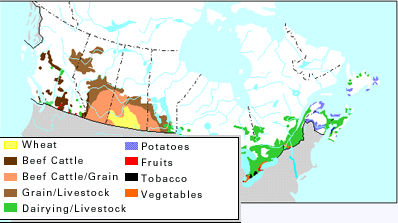 Wheat
Beef Cattle
Beef Cattle/Grain
Grain/Livestock
Dairying/Livestock
Potatoes
Fruits
Tobacco
Vegetables